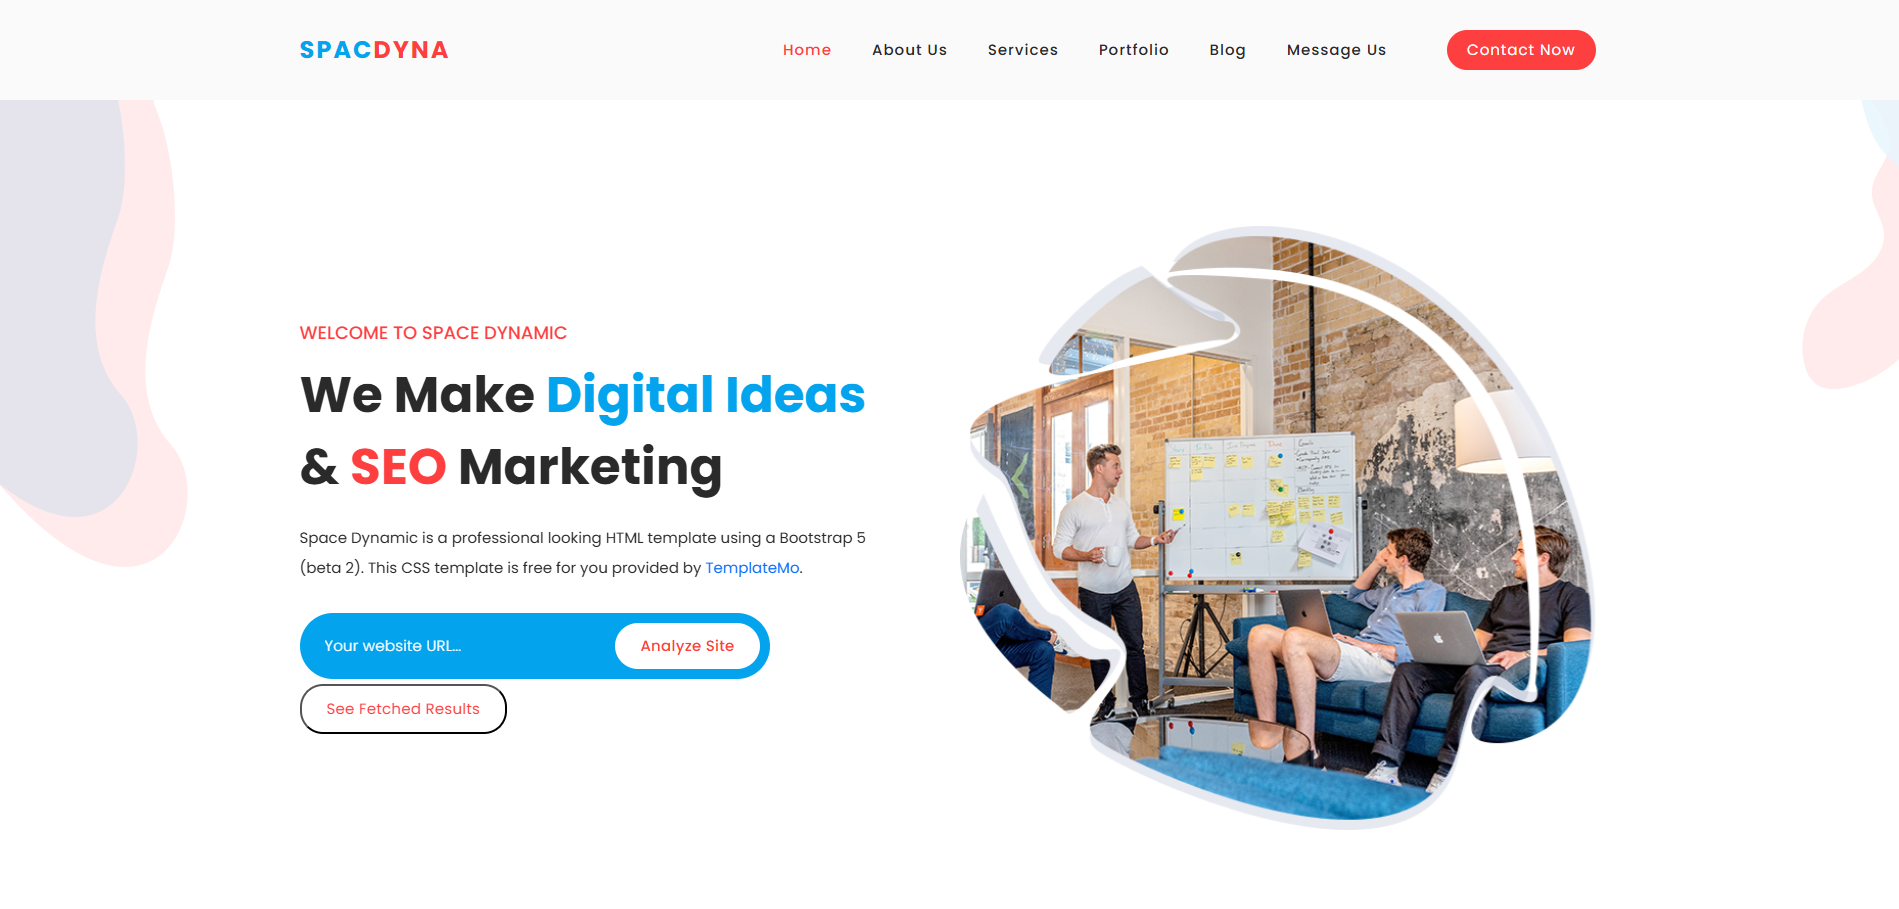 SPACDYNA
Home
About Us
Services
Portfolio
Blog
Message Us
Contact Now
WELCOME TO SPACE DYNAMIC
We Make Digital Ideas
& SEO Marketing
Space Dynamic is a professional looking HTML template using a Bootstrap 5
(beta 2). This CSS template is free for you provided by TemplateMo.
Your website URL...
Analyze Site
See Fetched Results